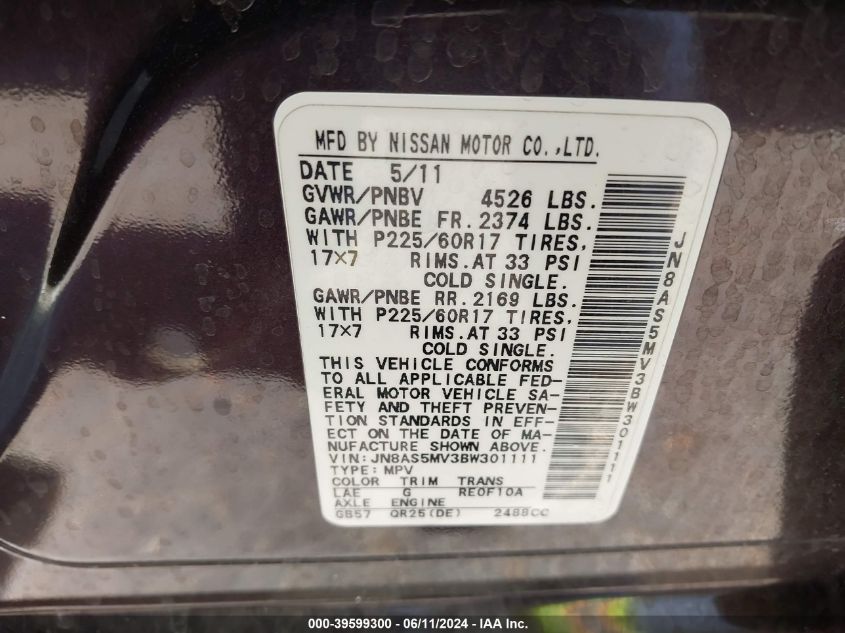 MFD BY NISSAN MOTOR CO.,LTD.
DATE 5/11
GVWR/PNBV 4526 LBS.
GAWR/PNBE FR. 2374 LBS.
WITH P225/60R17 TIRES,
17×7 RIMS.AT 33 PSI
COLD SINGLE.
GAWR/PNBE RR. 2169 LBS.
WITH P225/60R17 TIRES,
17×7 RIMS.AT 33 PSI
COLD SINGLE.
THIS VEHICLE CONFORMS
TO ALL APPLICABLE FED-
ERAL MOTOR VEHICLE SA-
FETY AND THEFT PREVEN-
TION STANDARDS IN EFF-
ECT ON THE DATE OF MA-
NUFACTURE SHOWN ABOVE.
VIN: JN8AS5MV3BW301111
TYPE: MPV
COLOR TRIM TRANS
LAE G RE0F10A
AXLE ENGINE
GB57 QR25(DE) 2488CC
JN8AS5MV3BW301111
000-39599300 - 06/11/2024 - IAA Inc.